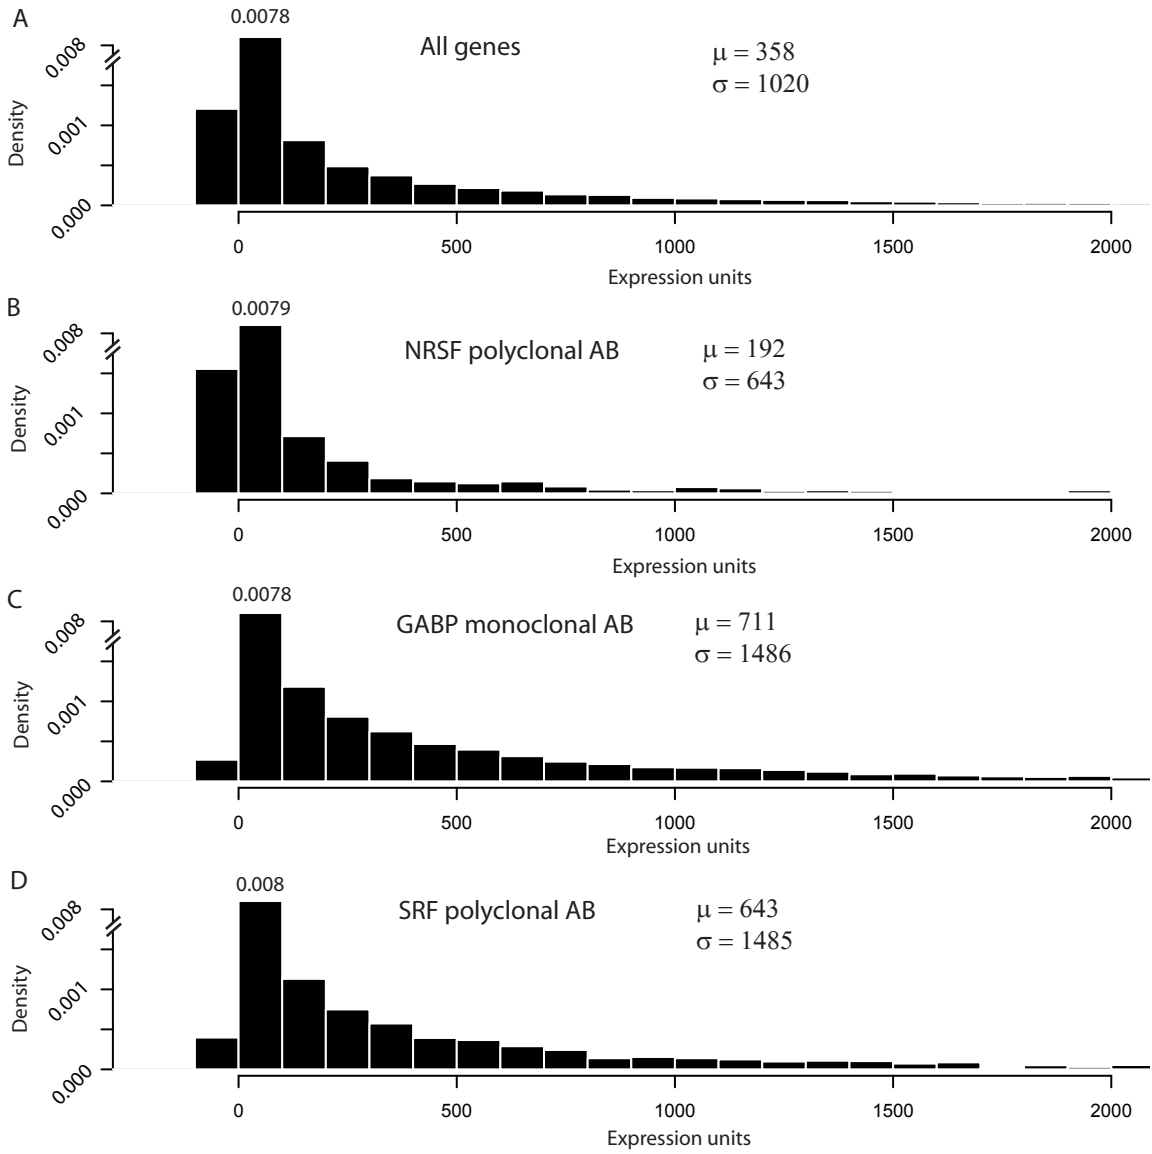 A
0.0078
All genes
μ = 358
σ = 1020
0.008
0.001
0.000
Density
0 500 1000 1500 2000
Expression units
B
0.0079
NRSF polyclonal AB
μ = 192
σ = 643
0.008
0.001
0.000
Density
0 500 1000 1500 2000
Expression units
C
0.0078
GABP monoclonal AB
μ = 711
σ = 1486
0.008
0.001
0.000
Density
0 500 1000 1500 2000
Expression units
D
0.008
SRF polyclonal AB
μ = 643
σ = 1485
0.008
0.001
0.000
Density
0 500 1000 1500 2000
Expression units